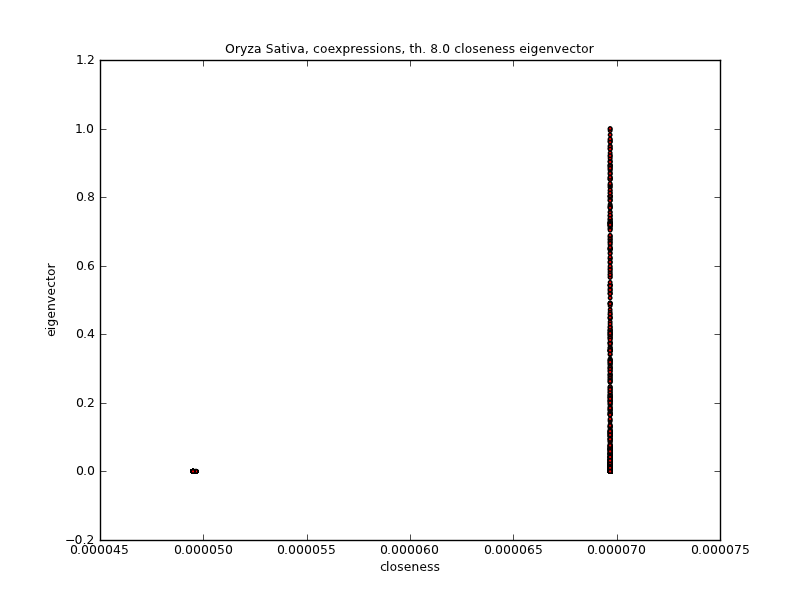 Oryza Sativa, coexpressions, th. 8.0 closeness eigenvector
1.2
1.0
0.8
0.6
0.4
0.2
0.0
−0.2
eigenvector
0.000045 0.000050 0.000055 0.000060 0.000065 0.000070 0.000075
closeness